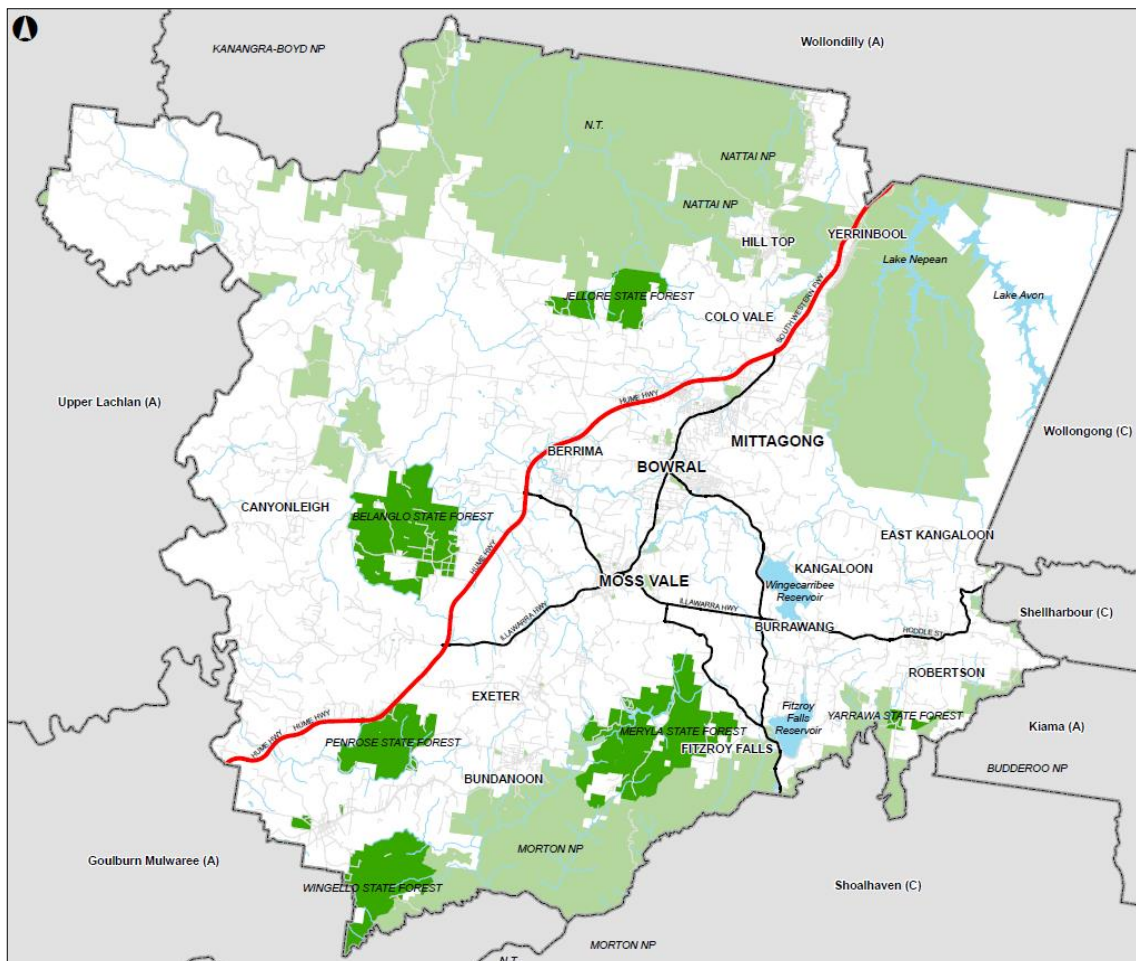 KANANGRA-BOYD NP
Wollondilly (A)
N.T.
NATTAI NP
NATTAI NP
HILL TOP
YERRINBOOL
Lake Nepean
Lake Avon
JELLORE STATE FOREST
COLO VALE
SOUTH WESTERN FWY
HUME HWY
Upper Lachlan (A)
Wollongong (C)
MITTAGONG
BERRIMA
BOWRAL
CANYONLEIGH
BELANGLO STATE FOREST
HUME HWY
EAST KANGALOON
KANGALOON
MOSS VALE
Wingecarribee
Reservoir
ILLAWARRA HWY
ILLAWARRA HWY
Shellharbour (C)
BURRAWANG
HODDLE ST
ROBERTSON
EXETER
Fitzroy
Falls
Reservoir
YARRAWA STATE FOREST
Kiama (A)
HUME HWY
HUME HWY
PENROSE STATE FOREST
MERYLA STATE FOREST
FITZROY FALLS
BUDDEROO NP
BUNDANOON
MORTON NP
Goulburn Mulwaree (A)
WINGELLO STATE FOREST
Shoalhaven (C)
MORTON NP
N.T.